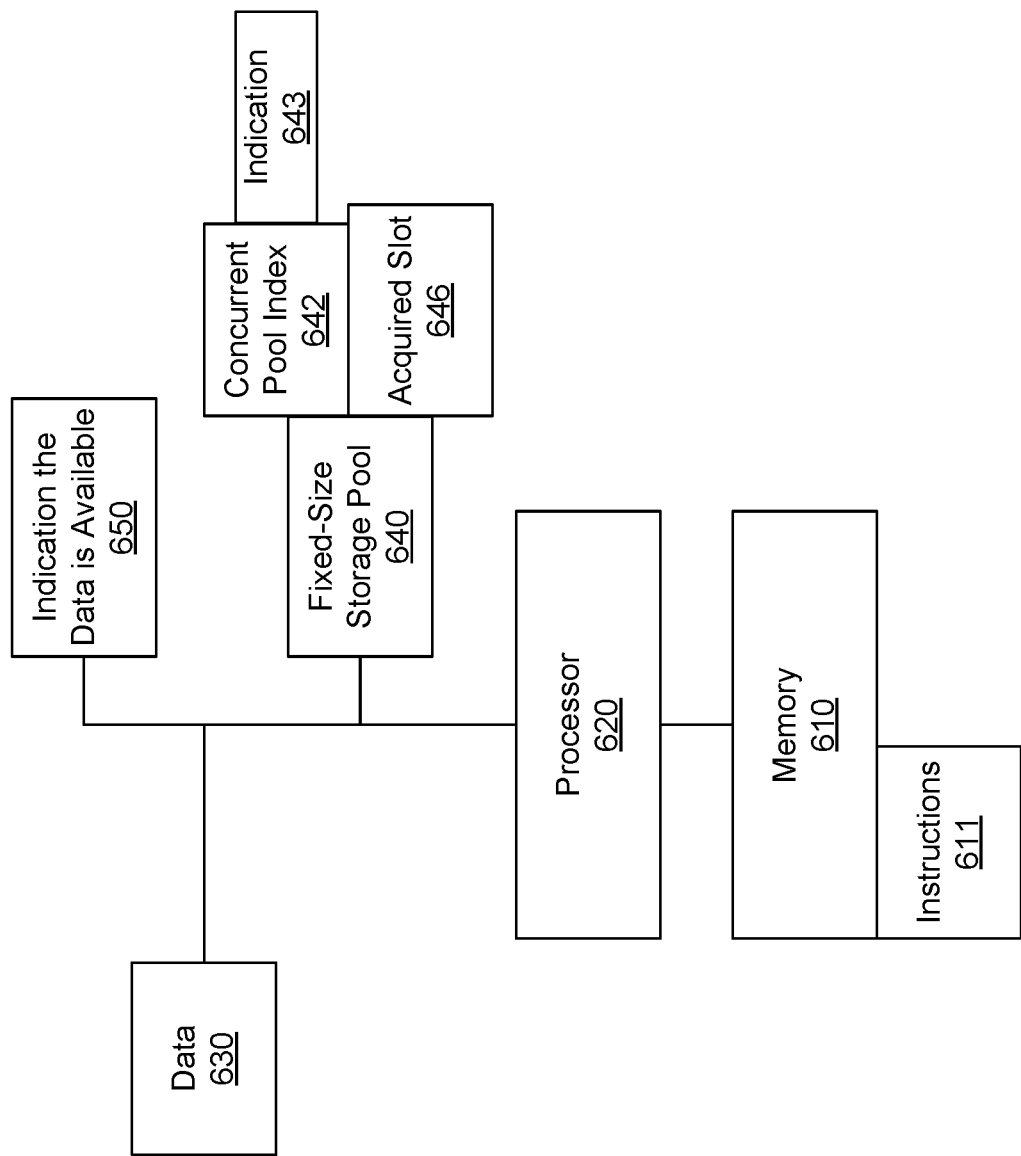 Indication the
Data is Available
650
Data
630
Indication
643
Concurrent
Pool Index
642
Acquired Slot
646
Fixed-Size
Storage Pool
640
Processor
620
Memory
610
Instructions
611